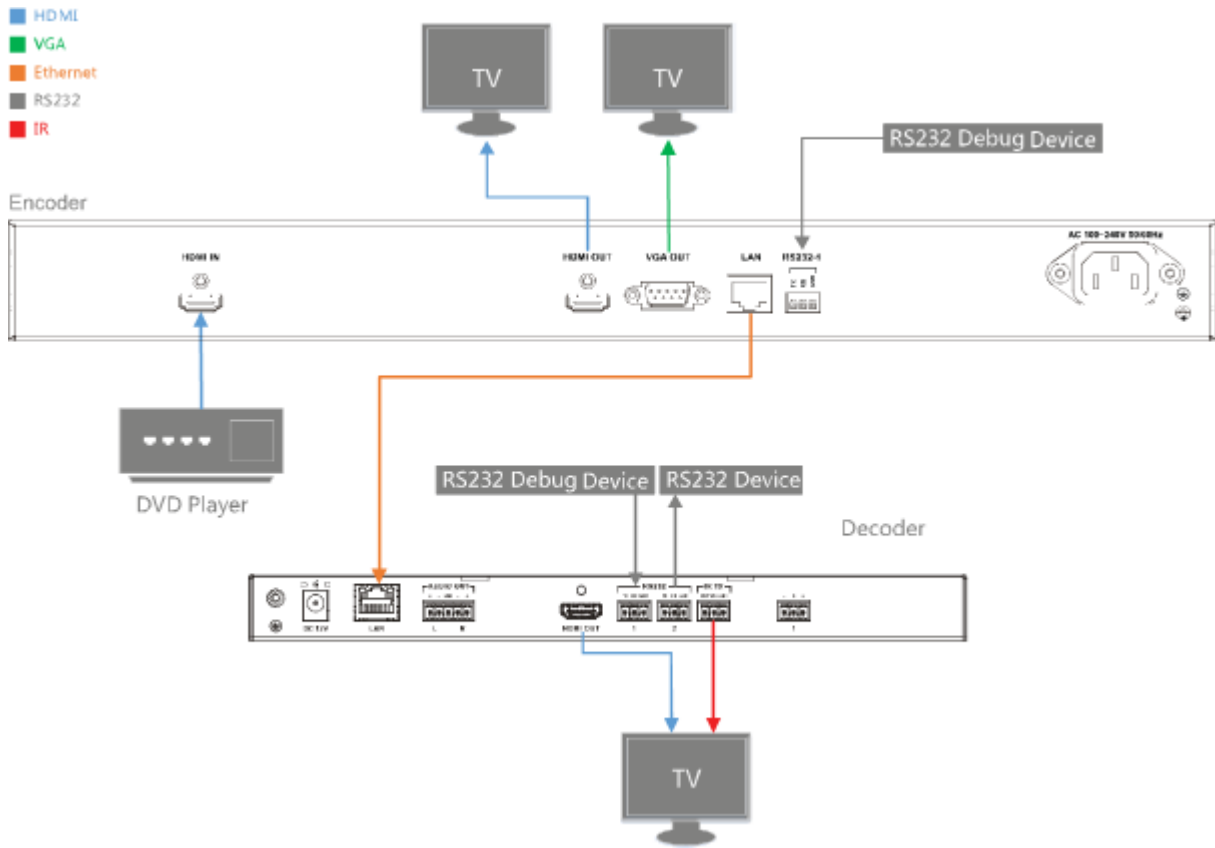 HDMI
VGA
Ethernet
RS232
IR
TV
TV
RS232 Debug Device
Encoder
HDMI IN
HDMI OUT
VGA OUT
LAN
RS232-1
AC 100-240V 50/60Hz
DVD Player
RS232 Debug Device
RS232 Device
Decoder
AUDIO OUT
RS232
DC 12V
LAN
L
R
HDMI OUT
1
2
1
TV